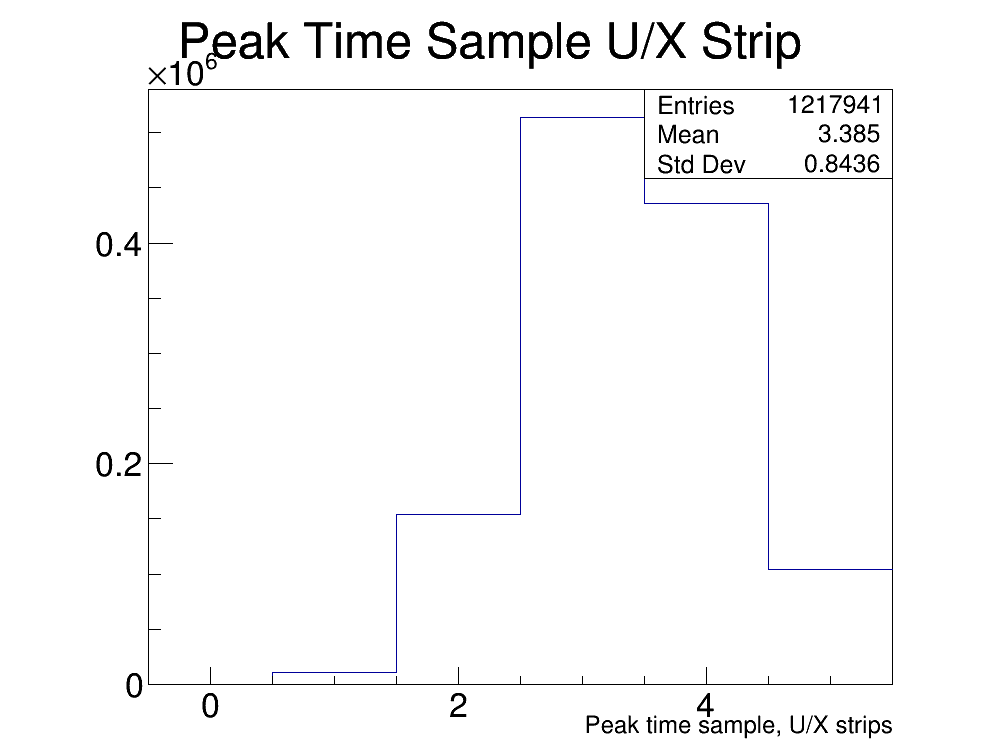 Peak Time Sample U/X Strip
×10⁶
Entries 1217941
Mean 3.385
Std Dev 0.8436
0.4
0.2
0
0 2 4
Peak time sample, U/X strips